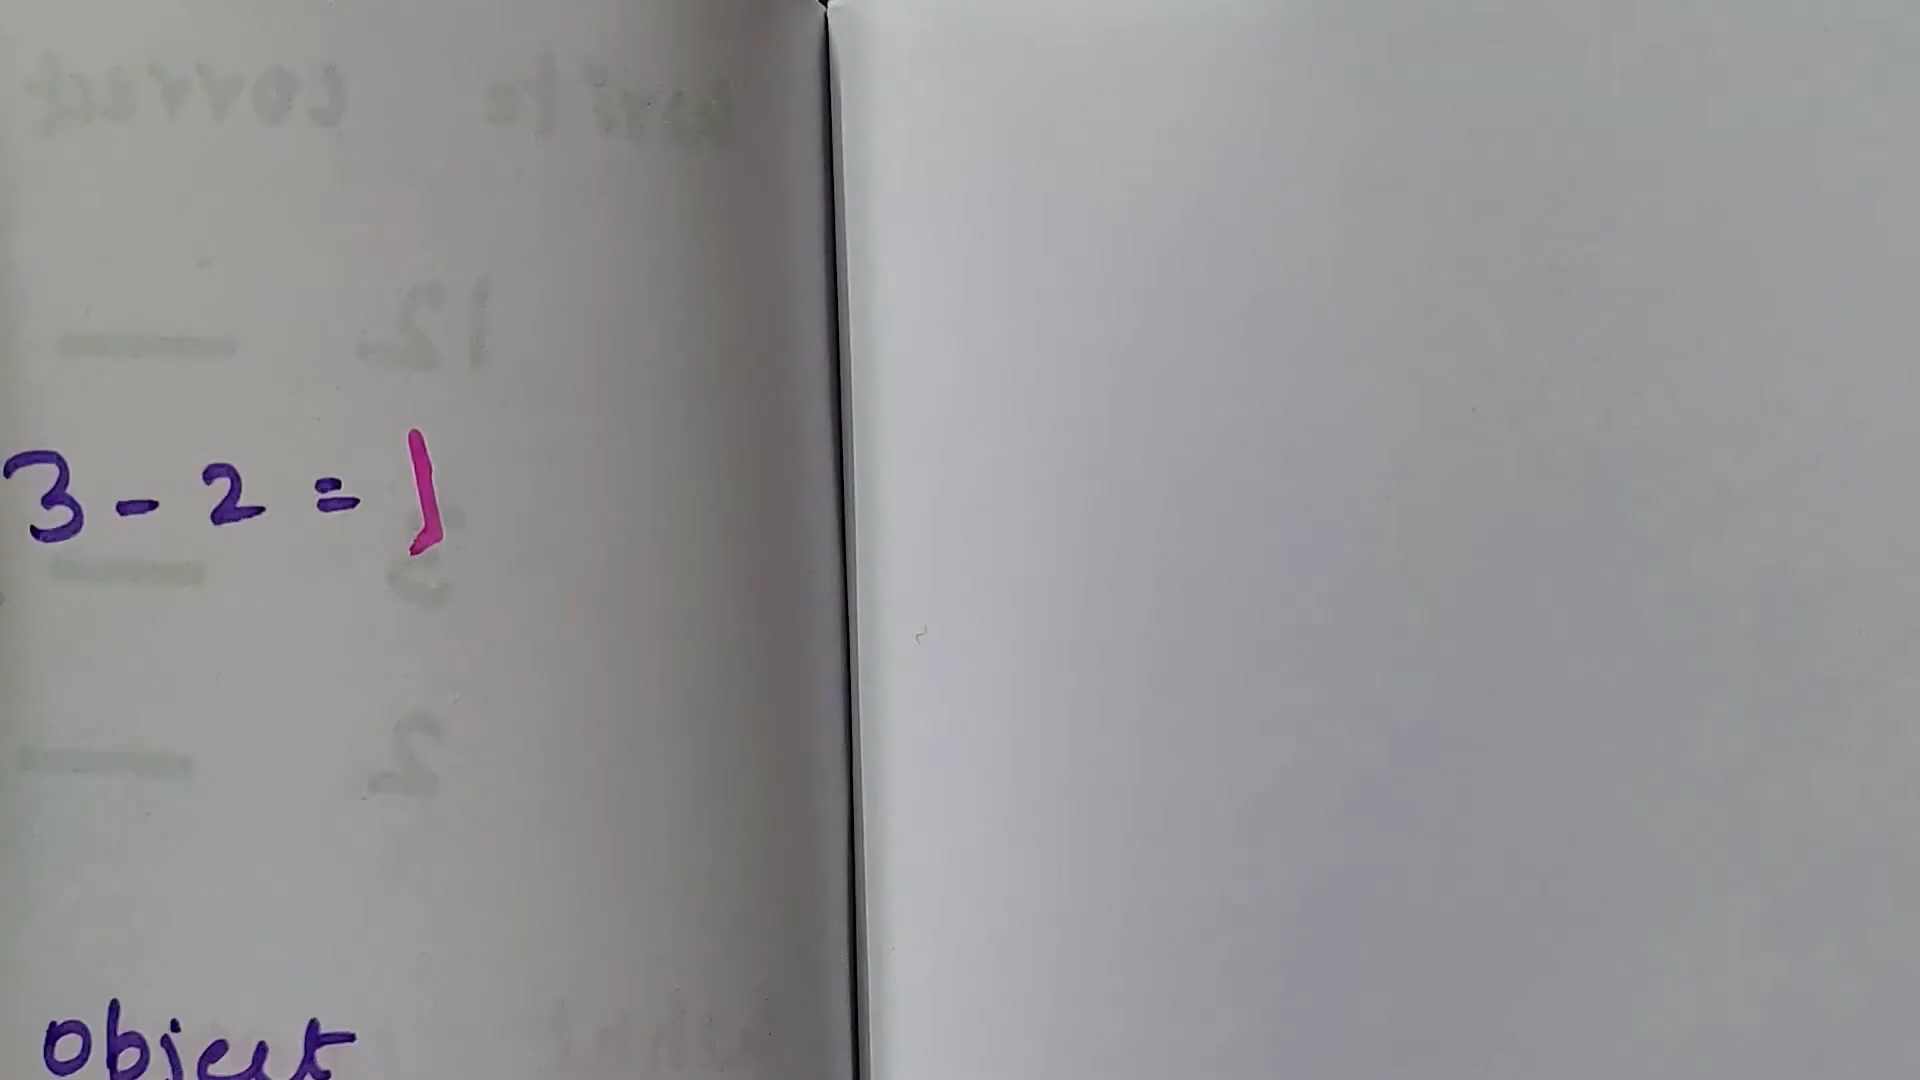 3 - 2 = 1
object